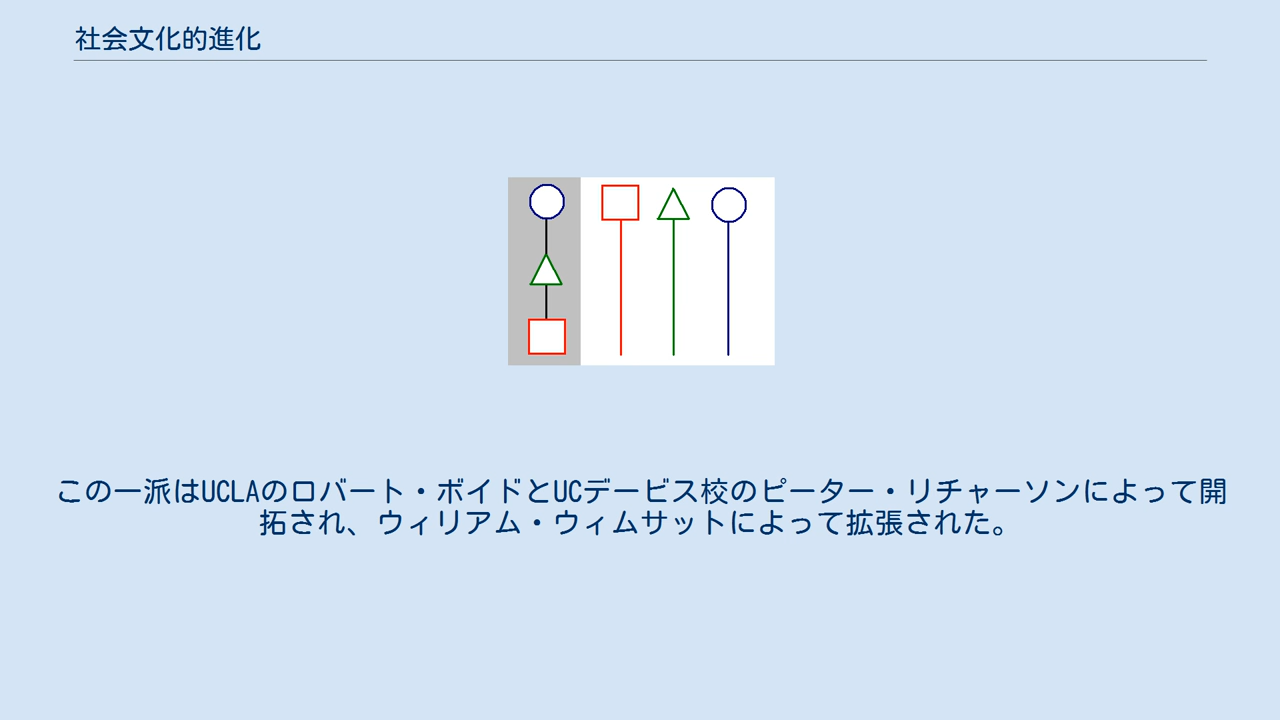 社会文化的進化
この一派はUCLAのロバート・ボイドとUCデービス校のピーター・リチャーソンによって開
拓され、ウィリアム・ウィムサットによって拡張された。